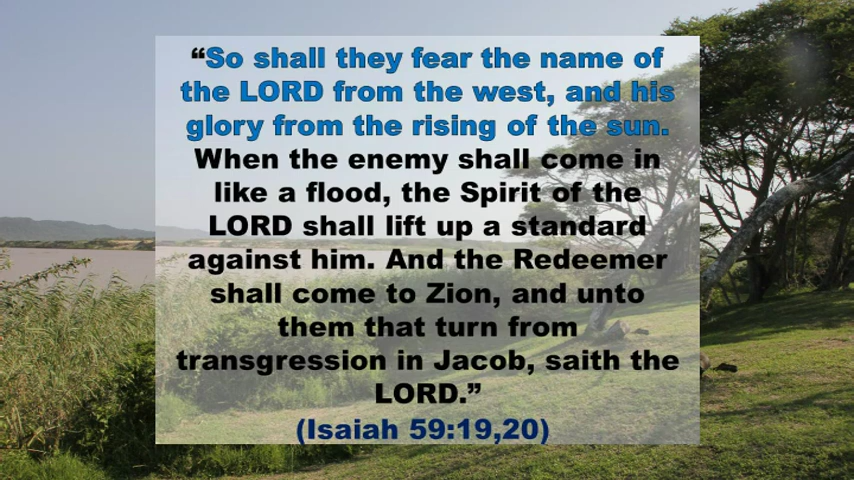 “So shall they fear the name of
the LORD from the west, and his
glory from the rising of the sun.
When the enemy shall come in
like a flood, the Spirit of the
LORD shall lift up a standard
against him. And the Redeemer
shall come to Zion, and unto
them that turn from
transgression in Jacob, saith the
LORD.”
(Isaiah 59:19,20)